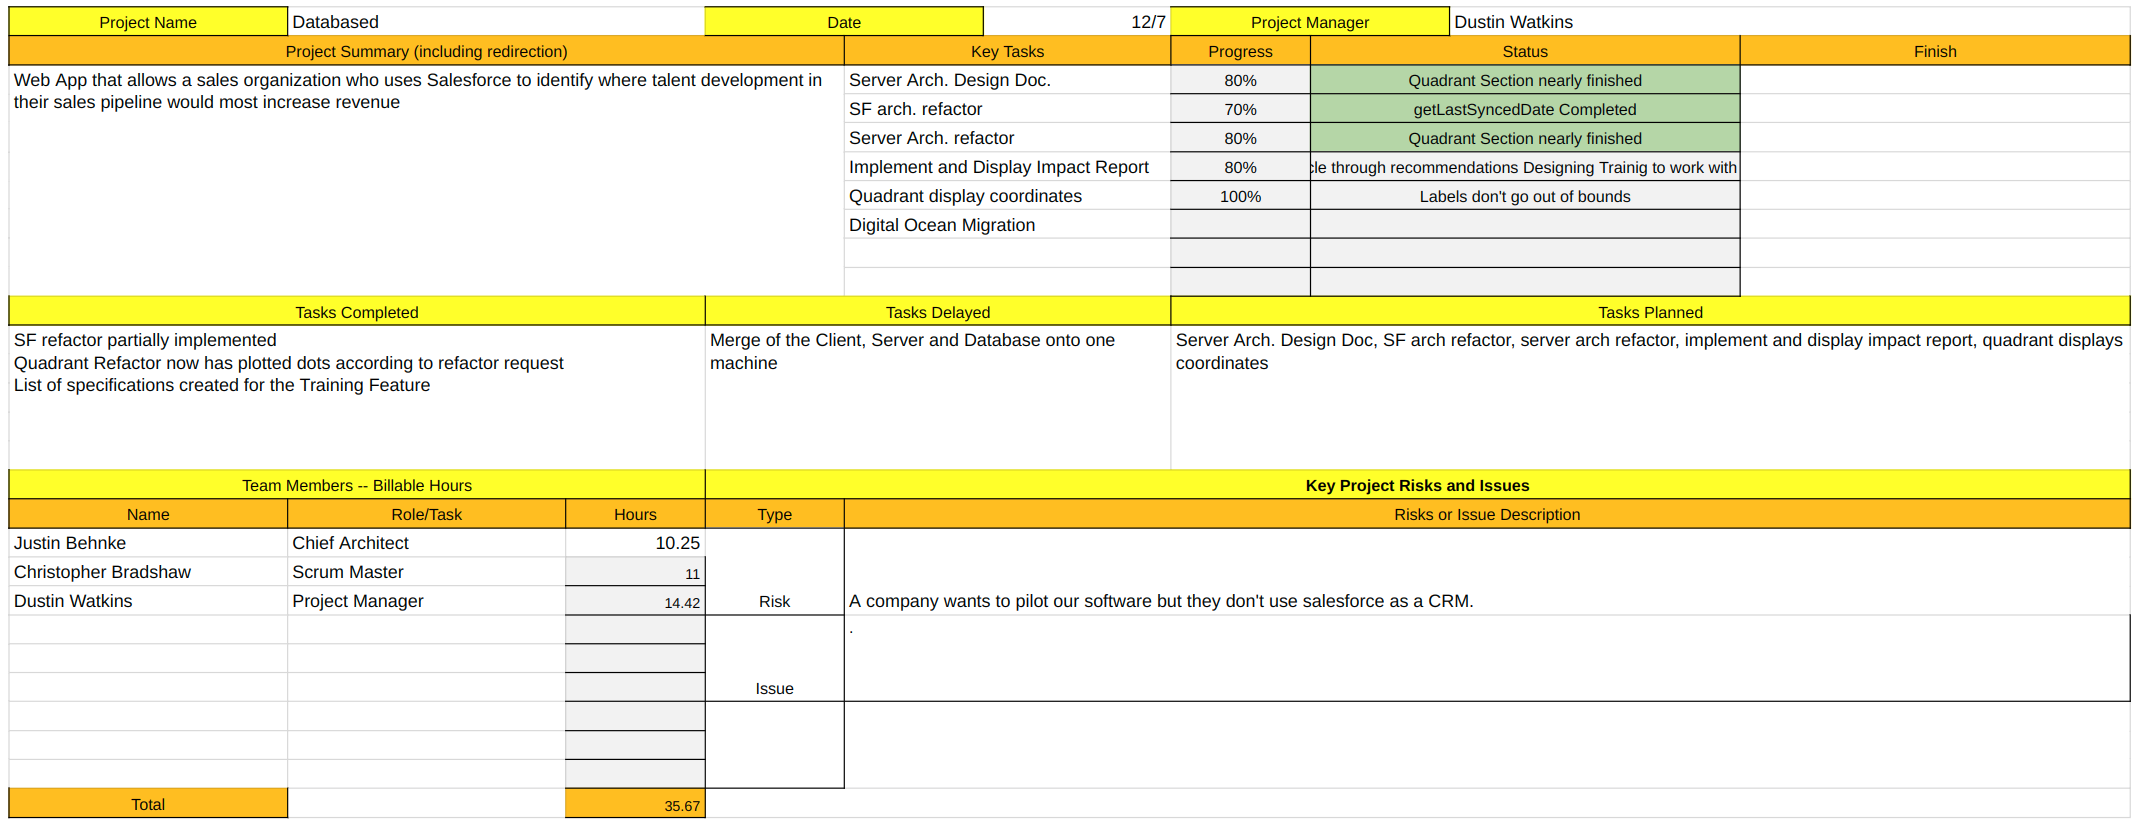 Project Name Databased Date 12/7 Project Manager Dustin Watkins
Project Summary (including redirection) Key Tasks Progress Status Finish
Web App that allows a sales organization who uses Salesforce to identify where talent development in
their sales pipeline would most increase revenue
Server Arch. Design Doc. 80% Quadrant Section nearly finished
SF arch. refactor 70% getLastSyncedDate Completed
Server Arch. refactor 80% Quadrant Section nearly finished
Implement and Display Impact Report 80% through recommendations Designing Trainig to work with
Quadrant display coordinates 100% Labels don't go out of bounds
Digital Ocean Migration
Tasks Completed Tasks Delayed Tasks Planned
SF refactor partially implemented
Quadrant Refactor now has plotted dots according to refactor request
List of specifications created for the Training Feature
Merge of the Client, Server and Database onto one
machine
Server Arch. Design Doc, SF arch refactor, server arch refactor, implement and display impact report, quadrant displays
coordinates
Team Members -- Billable Hours Key Project Risks and Issues
Name Role/Task Hours Type Risks or Issue Description
Justin Behnke Chief Architect 10.25
Christopher Bradshaw Scrum Master 11
Dustin Watkins Project Manager 14.42 Risk A company wants to pilot our software but they don't use salesforce as a CRM.
.
Issue
Total 35.67